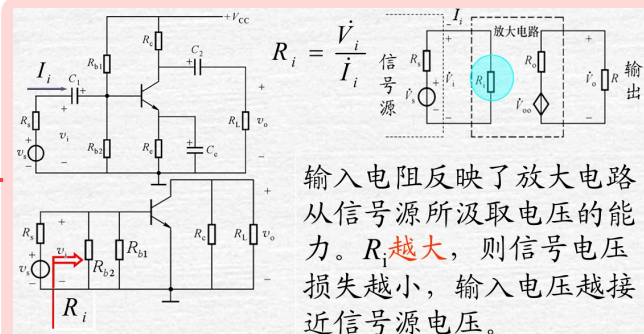 +V_CC
R_b1
R_c
C_2
I_i
C_1
R_s
v_i
R_b2
R_e
C_e
R_L
v_o
v_s
R_i = V̇_i / İ_i
I_i
放大电路
信号源
R_s
V̇_s
V̇_i
R_i
R_o
V̇_oo
V̇_o
R
输出
R_s
v_s
v_i
R_b2
R_b1
R_c
R_L
v_o
R_i
输入电阻反映了放大电路
从信号源所汲取电压的能
力。R_i越大，则信号电压
损失越小，输入电压越接
近信号源电压。